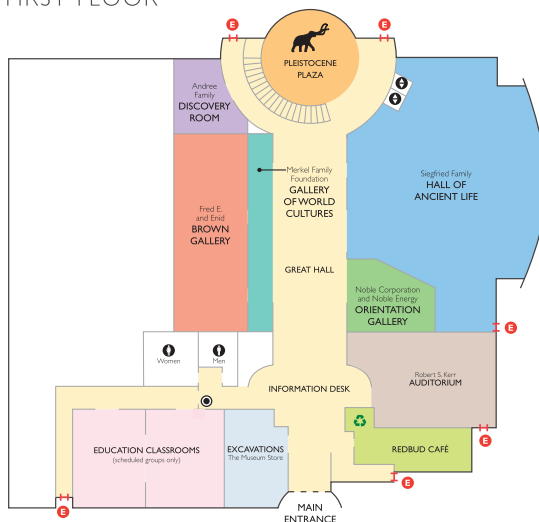 FIRST FLOOR
E
E
PLEISTOCENE
PLAZA
Andree
Family
DISCOVERY
ROOM
Merkel Family
Foundation
GALLERY
OF WORLD
CULTURES
Siegfried Family
HALL OF
ANCIENT LIFE
Fred E.
and Enid
BROWN
GALLERY
GREAT HALL
Noble Corporation
and Noble Energy
ORIENTATION
GALLERY
E
Women
Men
INFORMATION DESK
Robert S. Kerr
AUDITORIUM
E
EDUCATION CLASSROOMS
(scheduled groups only)
EXCAVATIONS
The Museum Store
REDBUD CAFÉ
E
E
MAIN
ENTRANCE